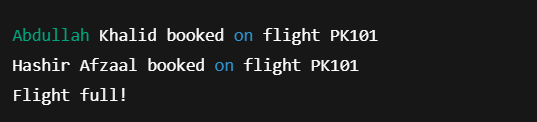 Abdullah Khalid booked on flight PK101
Hashir Afzaal booked on flight PK101
Flight full!